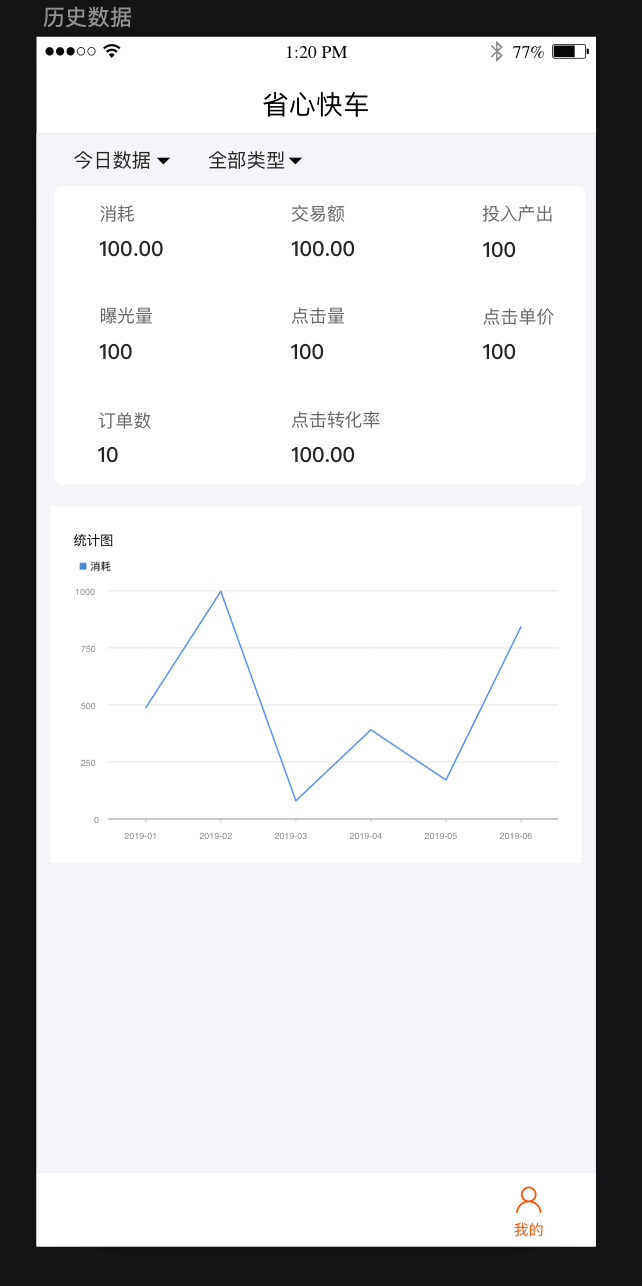 历史数据
1:20 PM 77%
省心快车
今日数据 全部类型
消耗 交易额 投入产出
100.00 100.00 100
曝光量 点击量 点击单价
100 100 100
订单数 点击转化率
10 100.00
统计图
消耗
1000
750
500
250
0
2019-01 2019-02 2019-03 2019-04 2019-05 2019-06
我的